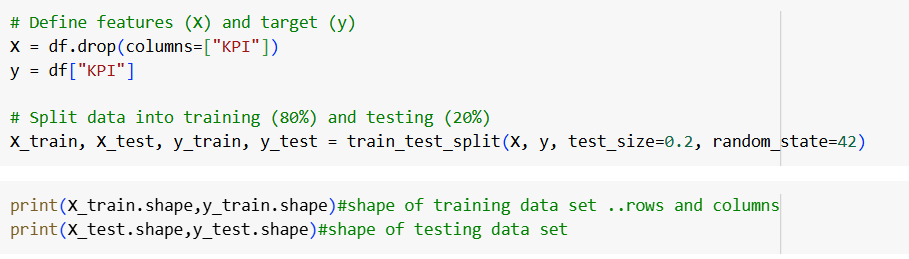 # Define features (X) and target (y)
X = df.drop(columns=["KPI"])
y = df["KPI"]
# Split data into training (80%) and testing (20%)
X_train, X_test, y_train, y_test = train_test_split(X, y, test_size=0.2, random_state=42)
print(X_train.shape,y_train.shape)#shape of training data set ..rows and columns
print(X_test.shape,y_test.shape)#shape of testing data set